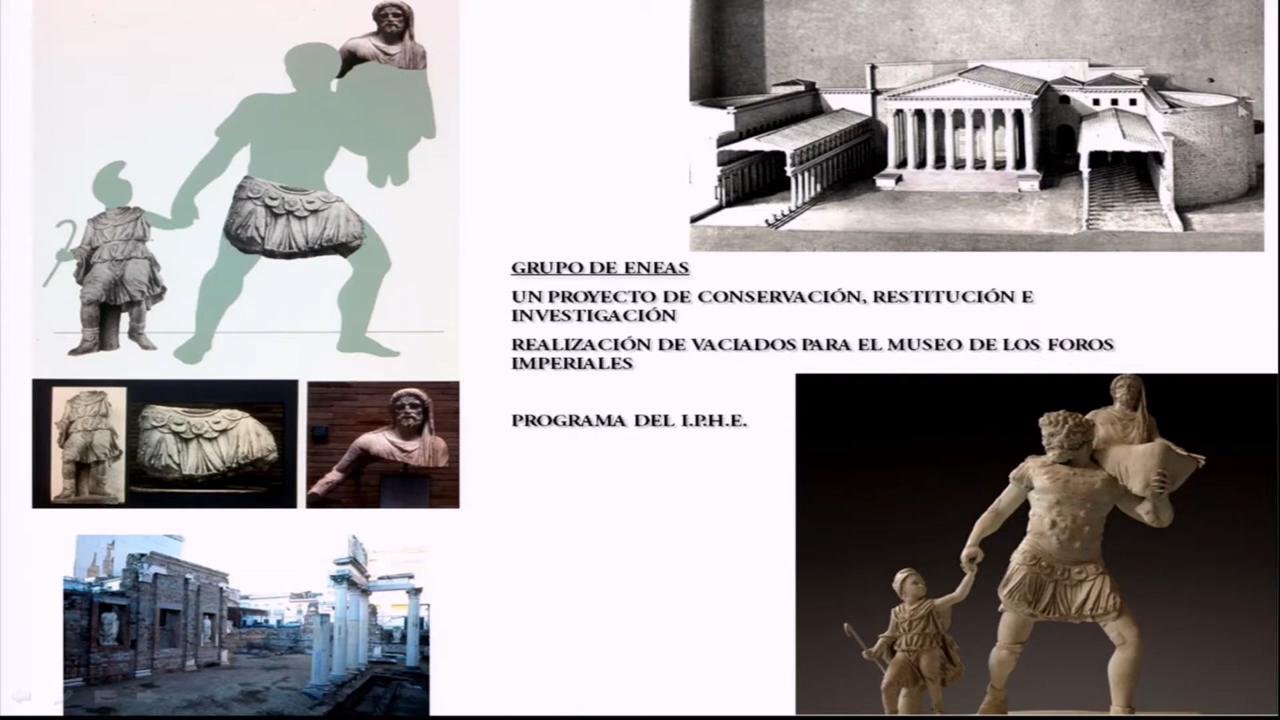 GRUPO DE ENEAS
UN PROYECTO DE CONSERVACIÓN, RESTITUCIÓN E
INVESTIGACIÓN
REALIZACIÓN DE VACIADOS PARA EL MUSEO DE LOS FOROS
IMPERIALES
PROGRAMA DEL I.P.H.E.